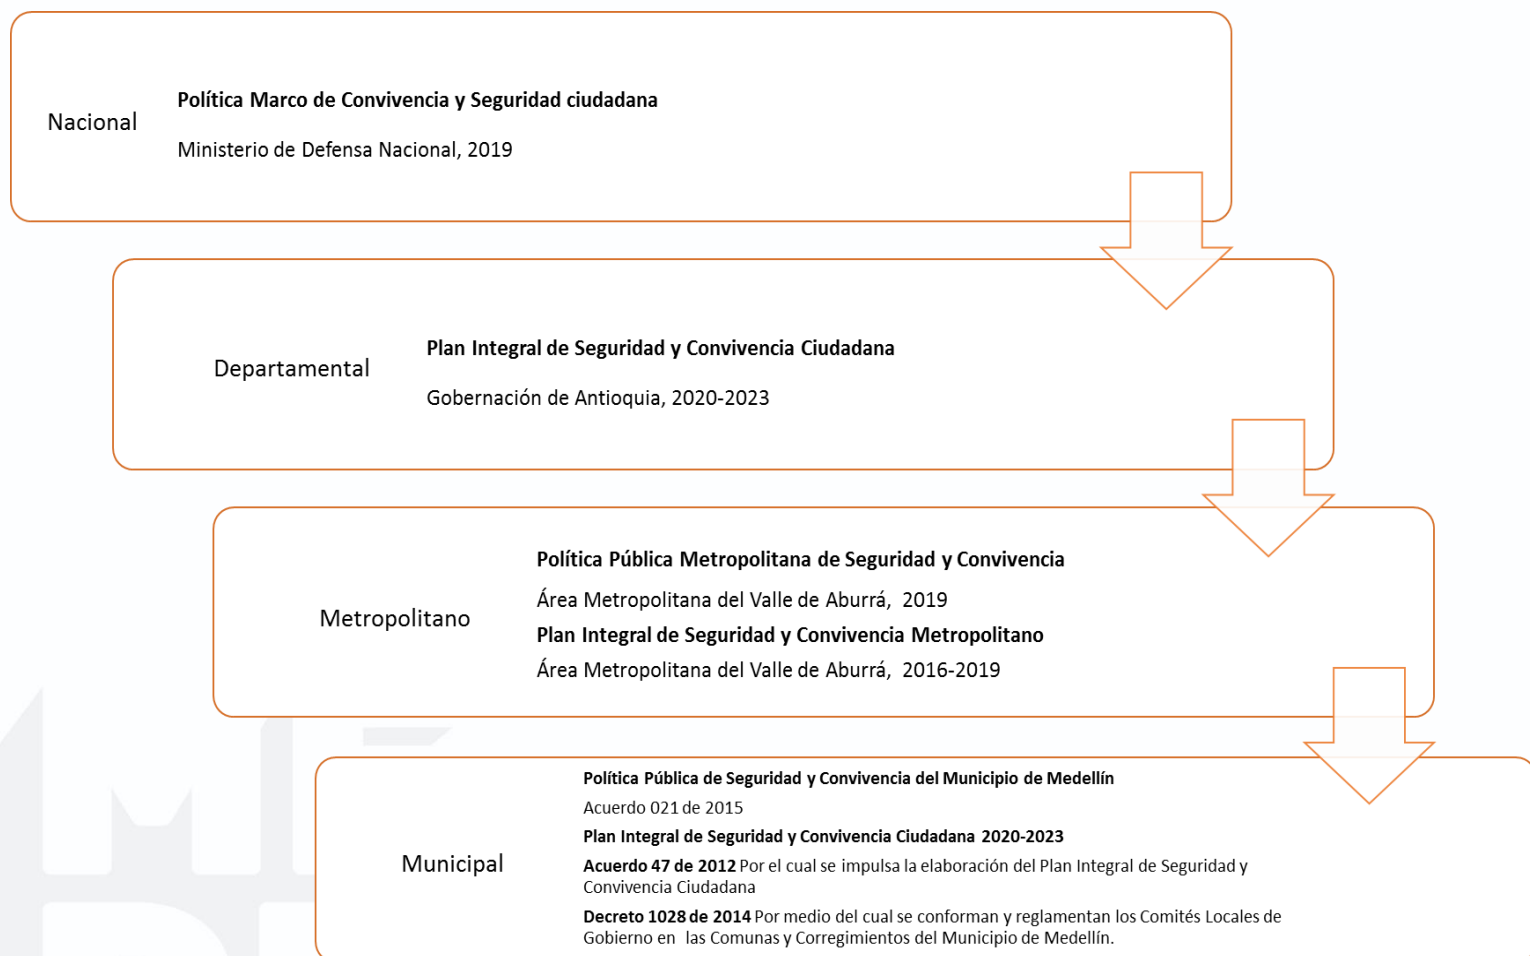 Nacional
Política Marco de Convivencia y Seguridad ciudadana
Ministerio de Defensa Nacional, 2019
Departamental
Plan Integral de Seguridad y Convivencia Ciudadana
Gobernación de Antioquia, 2020-2023
Metropolitano
Política Pública Metropolitana de Seguridad y Convivencia
Área Metropolitana del Valle de Aburrá, 2019
Plan Integral de Seguridad y Convivencia Metropolitano
Área Metropolitana del Valle de Aburrá, 2016-2019
Municipal
Política Pública de Seguridad y Convivencia del Municipio de Medellín
Acuerdo 021 de 2015
Plan Integral de Seguridad y Convivencia Ciudadana 2020-2023
Acuerdo 47 de 2012 Por el cual se impulsa la elaboración del Plan Integral de Seguridad y
Convivencia Ciudadana
Decreto 1028 de 2014 Por medio del cual se conforman y reglamentan los Comités Locales de
Gobierno en las Comunas y Corregimientos del Municipio de Medellín.